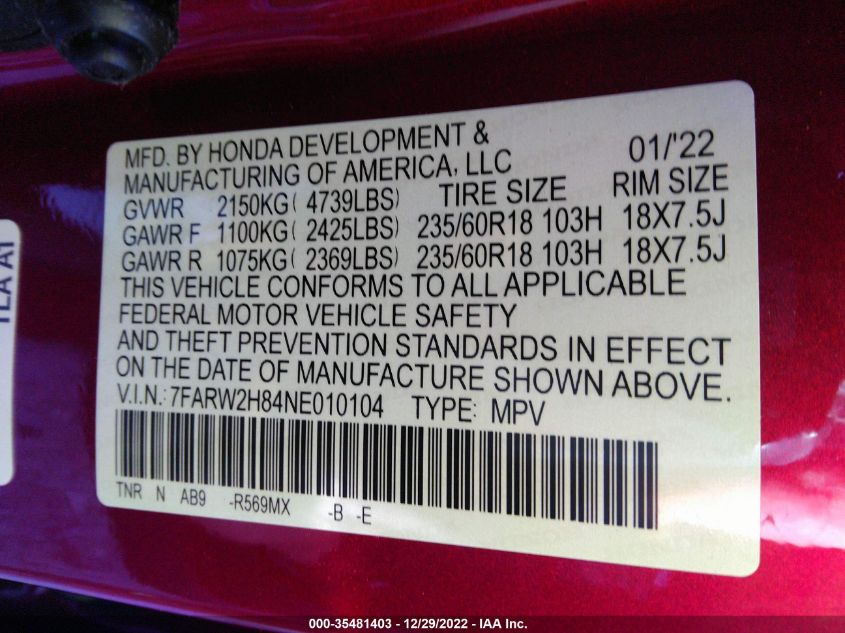 MFD. BY HONDA DEVELOPMENT &
MANUFACTURING OF AMERICA, LLC 01/'22
GVWR 2150KG( 4739LBS) TIRE SIZE RIM SIZE
GAWR F 1100KG( 2425LBS) 235/60R18 103H 18X7.5J
GAWR R 1075KG( 2369LBS) 235/60R18 103H 18X7.5J
THIS VEHICLE CONFORMS TO ALL APPLICABLE
FEDERAL MOTOR VEHICLE SAFETY
AND THEFT PREVENTION STANDARDS IN EFFECT
ON THE DATE OF MANUFACTURE SHOWN ABOVE.
V.I.N.: 7FARW2H84NE010104 TYPE: MPV
TNR N AB9 -R569MX -B -E
000-35481403 - 12/29/2022 - IAA Inc.